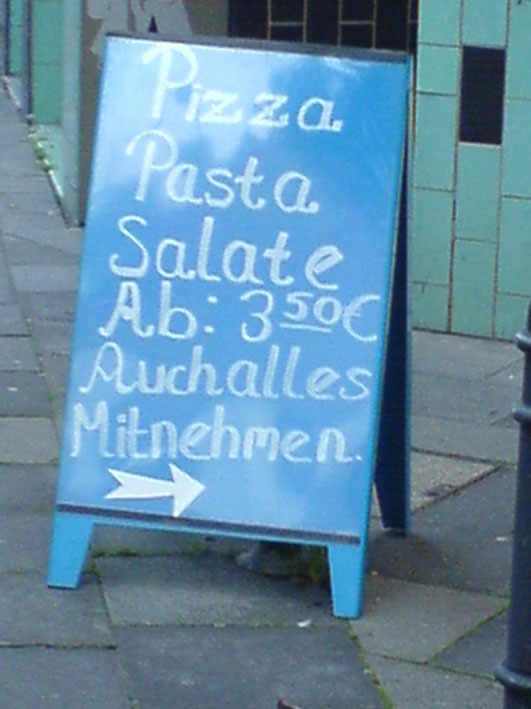 Pizza
Pasta
Salate
Ab: 3 50€
Auchalles
Mitnehmen.